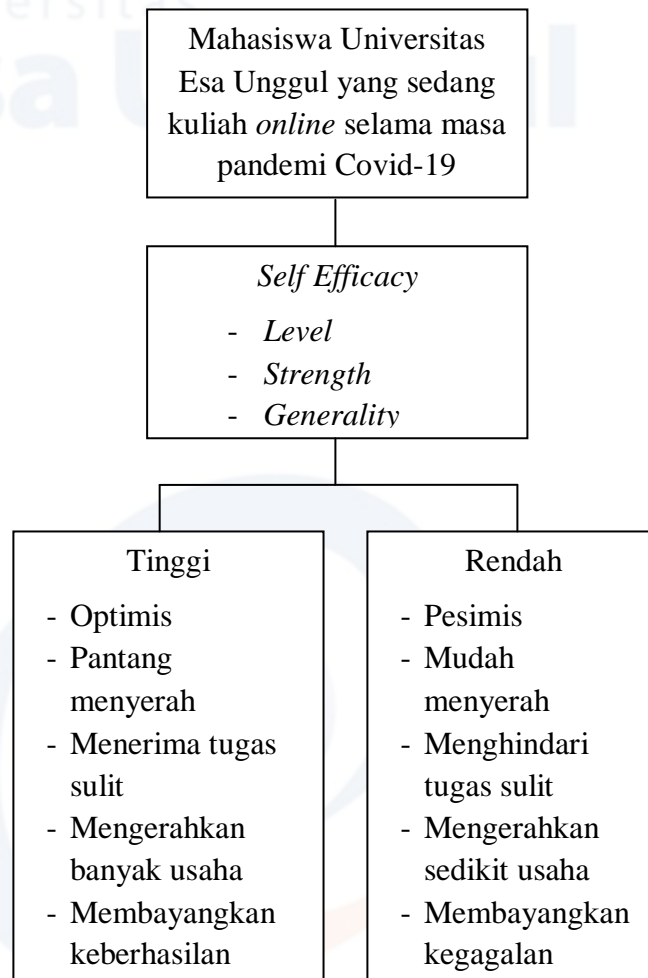 Mahasiswa Universitas
Esa Unggul yang sedang
kuliah online selama masa
pandemi Covid-19
Self Efficacy
- Level
- Strength
- Generality
Tinggi
- Optimis
- Pantang
menyerah
- Menerima tugas
sulit
- Mengerahkan
banyak usaha
- Membayangkan
keberhasilan
Rendah
- Pesimis
- Mudah
menyerah
- Menghindari
tugas sulit
- Mengerahkan
sedikit usaha
- Membayangkan
kegagalan